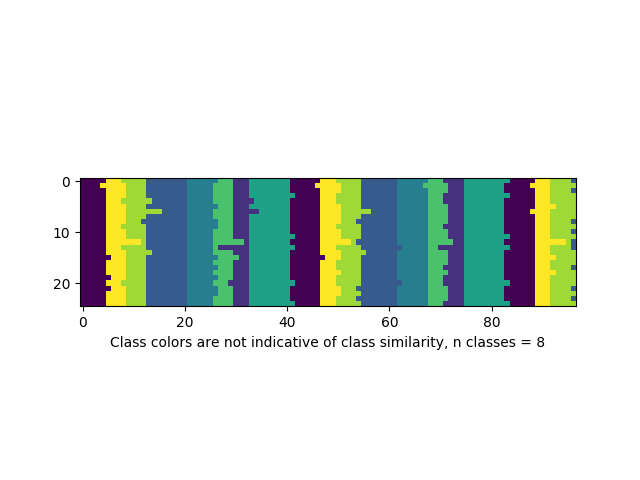 0
10
20
0 20 40 60 80
Class colors are not indicative of class similarity, n classes = 8